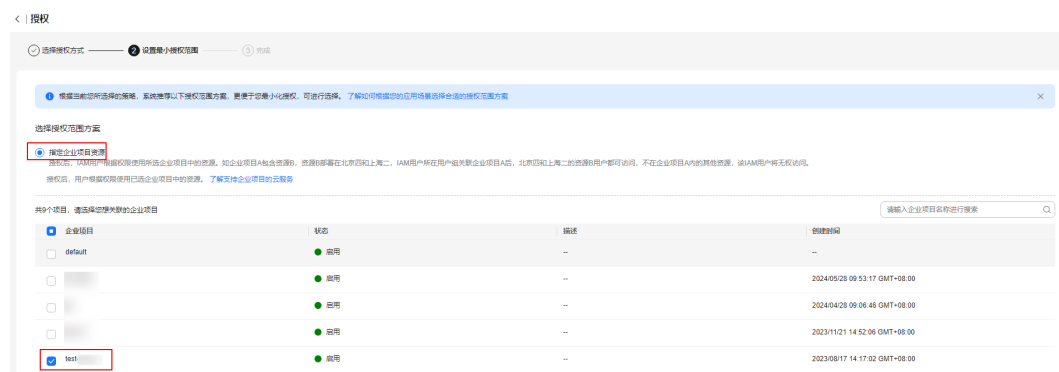 < | 授权
选择授权方式 2 设置最小授权范围 3 完成
根据当前您所选择的策略，系统推荐以下授权范围方案，更便于您最小化授权，可进行选择。 了解如何根据您的应用场景选择合适的授权范围方案 ×
选择授权范围方案
指定企业项目资源
授权后，IAM用户根据权限使用所选企业项目中的资源。如企业项目A包含资源B，资源B部署在北京四和上海二，IAM用户所在用户组关联企业项目A后，北京四和上海二的资源B用户都可访问，不在企业项目A内的其他资源，该IAM用户将无权访问。
授权后，用户根据权限使用已选企业项目中的资源。 了解支持企业项目的云服务
共9个项目，请选择您想关联的企业项目 请输入企业项目名称进行搜索
企业项目 状态 描述 创建时间
default 启用 -- --
启用 -- 2024/05/28 09:53:17 GMT+08:00
启用 -- 2024/04/28 09:06:46 GMT+08:00
启用 -- 2023/11/21 14:52:06 GMT+08:00
test 启用 -- 2023/08/17 14:17:02 GMT+08:00